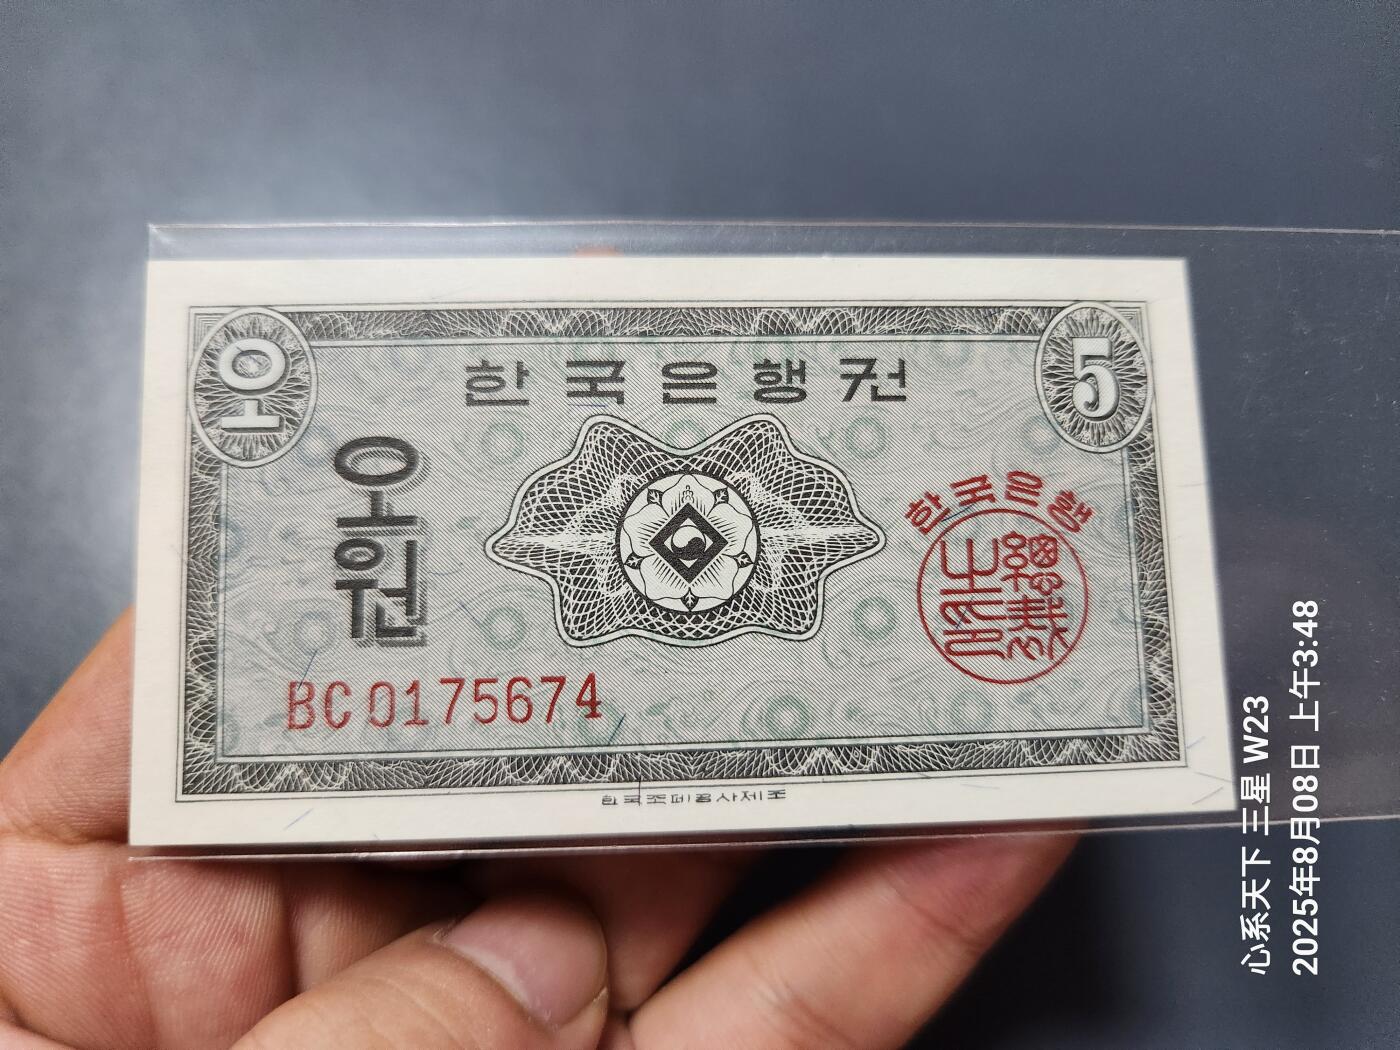 한국은행권
오
5
오원
한국은행
BC0175674
한국조폐공사제조
心系天下 三星 W23
2025年8月08日 上午3:48